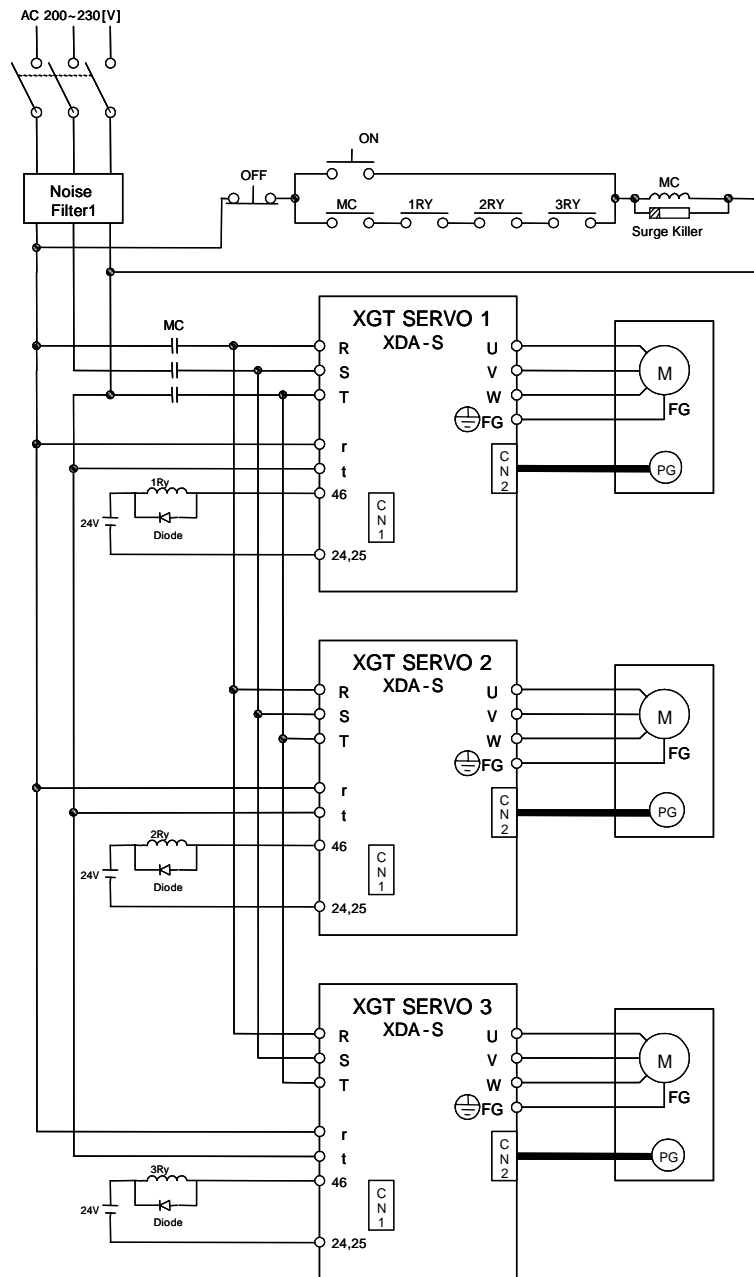 AC 200~230[V]
Noise
Filter1
OFF
ON
MC
1RY
2RY
3RY
MC
Surge Killer
MC
XGT SERVO 1
XDA-S
R
S
T
r
t
46
24,25
U
V
W
FG
C
N
2
C
N
1
M
FG
PG
1Ry
Diode
24V
XGT SERVO 2
XDA-S
R
S
T
r
t
46
24,25
U
V
W
FG
C
N
2
C
N
1
M
FG
PG
2Ry
Diode
24V
XGT SERVO 3
XDA-S
R
S
T
r
t
46
24,25
U
V
W
FG
C
N
2
C
N
1
M
FG
PG
3Ry
Diode
24V